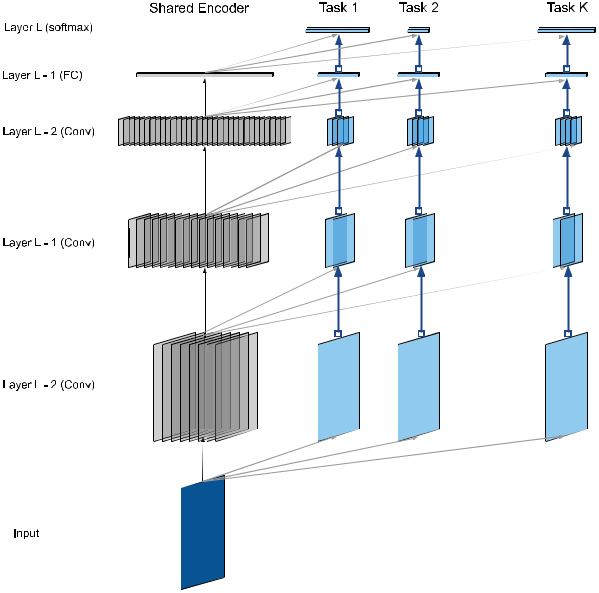 Shared Encoder Task 1 Task 2 Task K
Layer L (softmax)
Layer L - 1 (FC)
Layer L - 2 (Conv)
Layer L - 1 (Conv)
Layer L - 2 (Conv)
Input